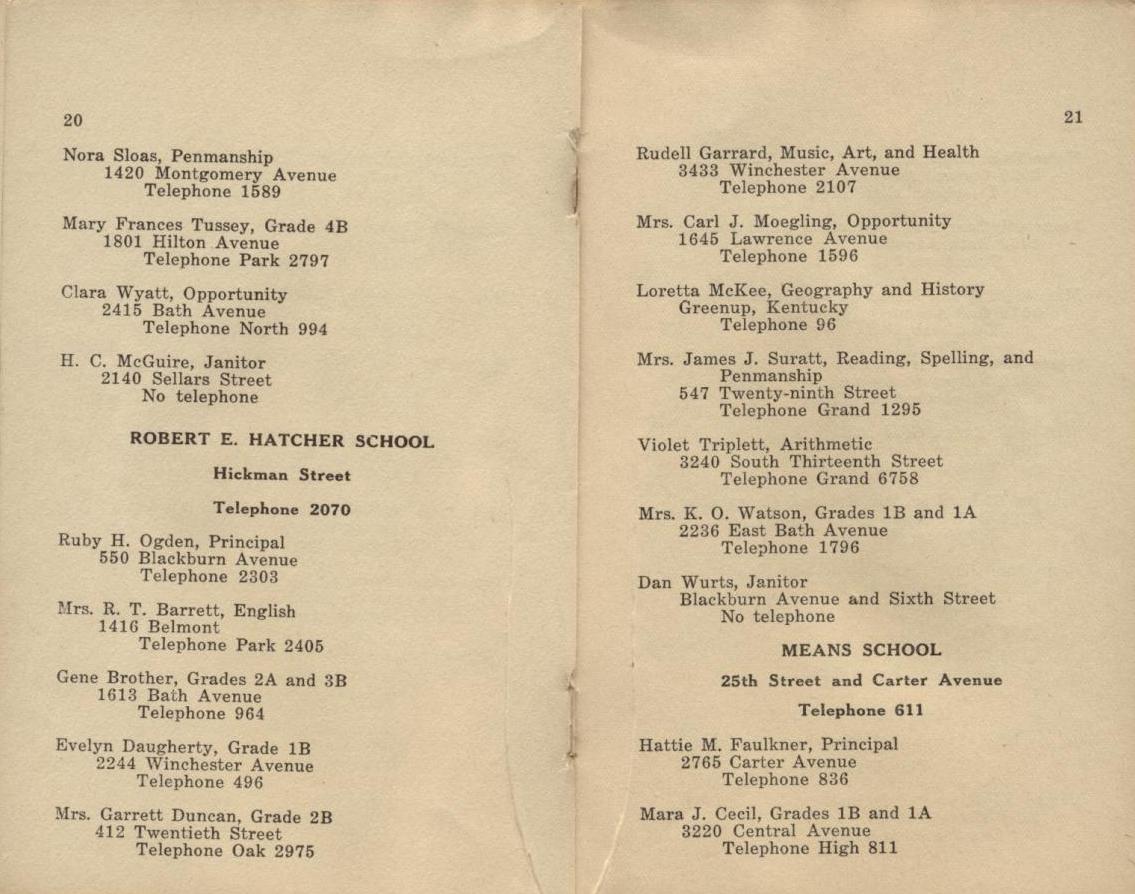 20
Nora Sloas, Penmanship
1420 Montgomery Avenue
Telephone 1589
Mary Frances Tussey, Grade 4B
1801 Hilton Avenue
Telephone Park 2797
Clara Wyatt, Opportunity
2415 Bath Avenue
Telephone North 994
H. C. McGuire, Janitor
2140 Sellars Street
No telephone
ROBERT E. HATCHER SCHOOL
Hickman Street
Telephone 2070
Ruby H. Ogden, Principal
550 Blackburn Avenue
Telephone 2303
Mrs. R. T. Barrett, English
1416 Belmont
Telephone Park 2405
Gene Brother, Grades 2A and 3B
1613 Bath Avenue
Telephone 964
Evelyn Daugherty, Grade 1B
2244 Winchester Avenue
Telephone 496
Mrs. Garrett Duncan, Grade 2B
412 Twentieth Street
Telephone Oak 2975
21
Rudell Garrard, Music, Art, and Health
3433 Winchester Avenue
Telephone 2107
Mrs. Carl J. Moegling, Opportunity
1645 Lawrence Avenue
Telephone 1596
Loretta McKee, Geography and History
Greenup, Kentucky
Telephone 96
Mrs. James J. Suratt, Reading, Spelling, and
Penmanship
547 Twenty-ninth Street
Telephone Grand 1295
Violet Triplett, Arithmetic
3240 South Thirteenth Street
Telephone Grand 6758
Mrs. K. O. Watson, Grades 1B and 1A
2236 East Bath Avenue
Telephone 1796
Dan Wurts, Janitor
Blackburn Avenue and Sixth Street
No telephone
MEANS SCHOOL
25th Street and Carter Avenue
Telephone 611
Hattie M. Faulkner, Principal
2765 Carter Avenue
Telephone 836
Mara J. Cecil, Grades 1B and 1A
3220 Central Avenue
Telephone High 811